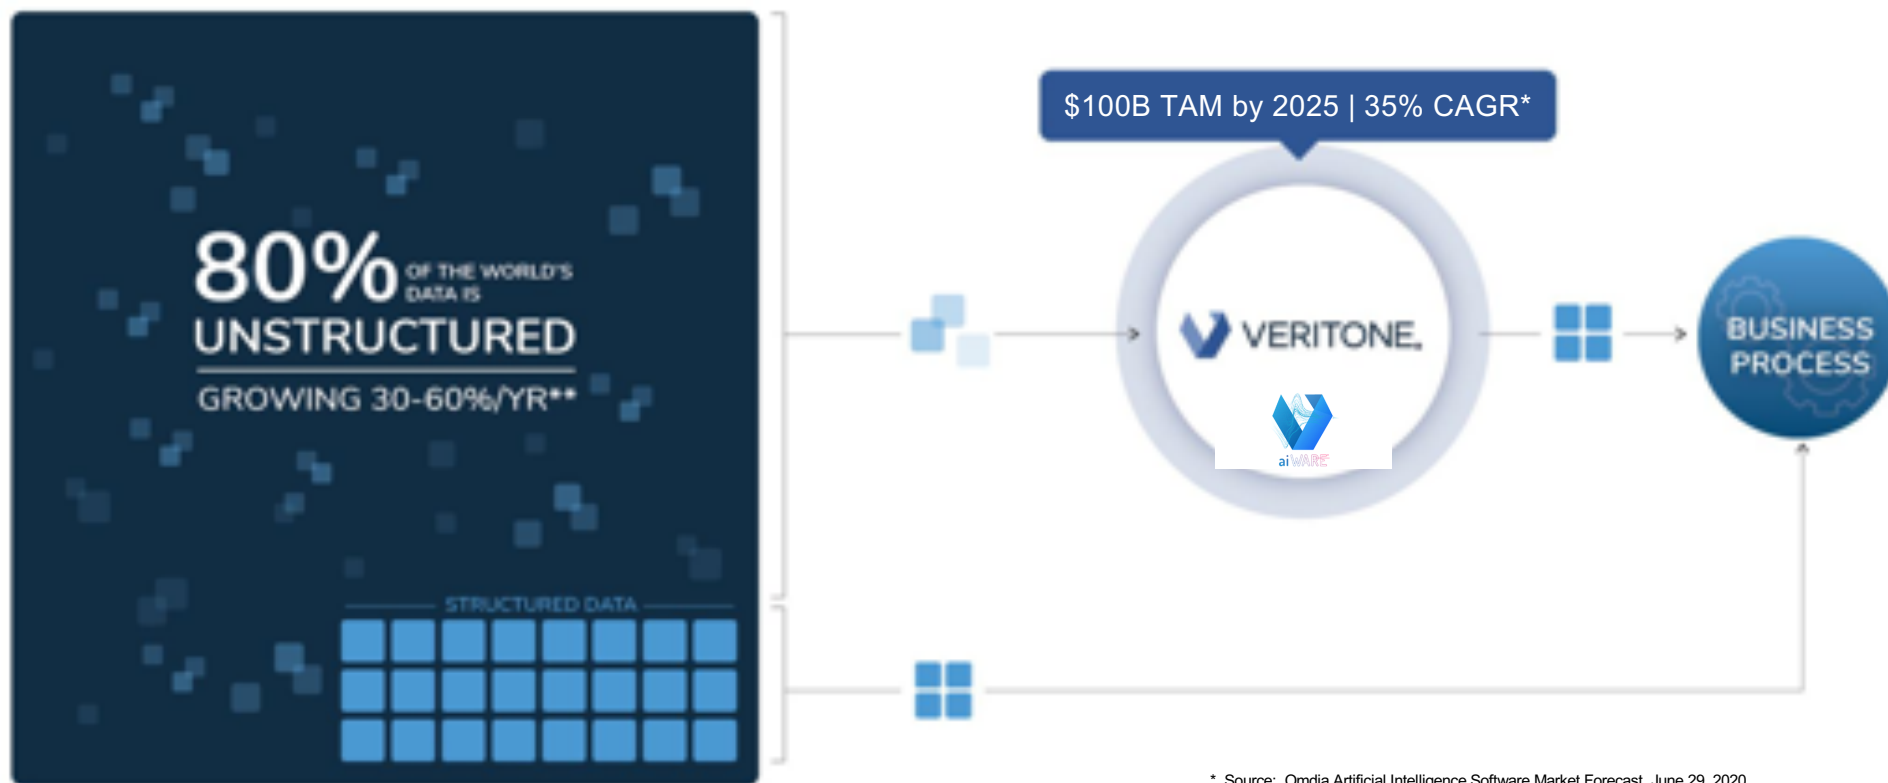 80% OF THE WORLD'S
DATA IS
UNSTRUCTURED
GROWING 30-60%/YR**
STRUCTURED DATA
$100B TAM by 2025 | 35% CAGR*
VERITONE®
aiWARE
BUSINESS
PROCESS
* Source: Omdia Artificial Intelligence Software Market Forecast, June 29, 2020